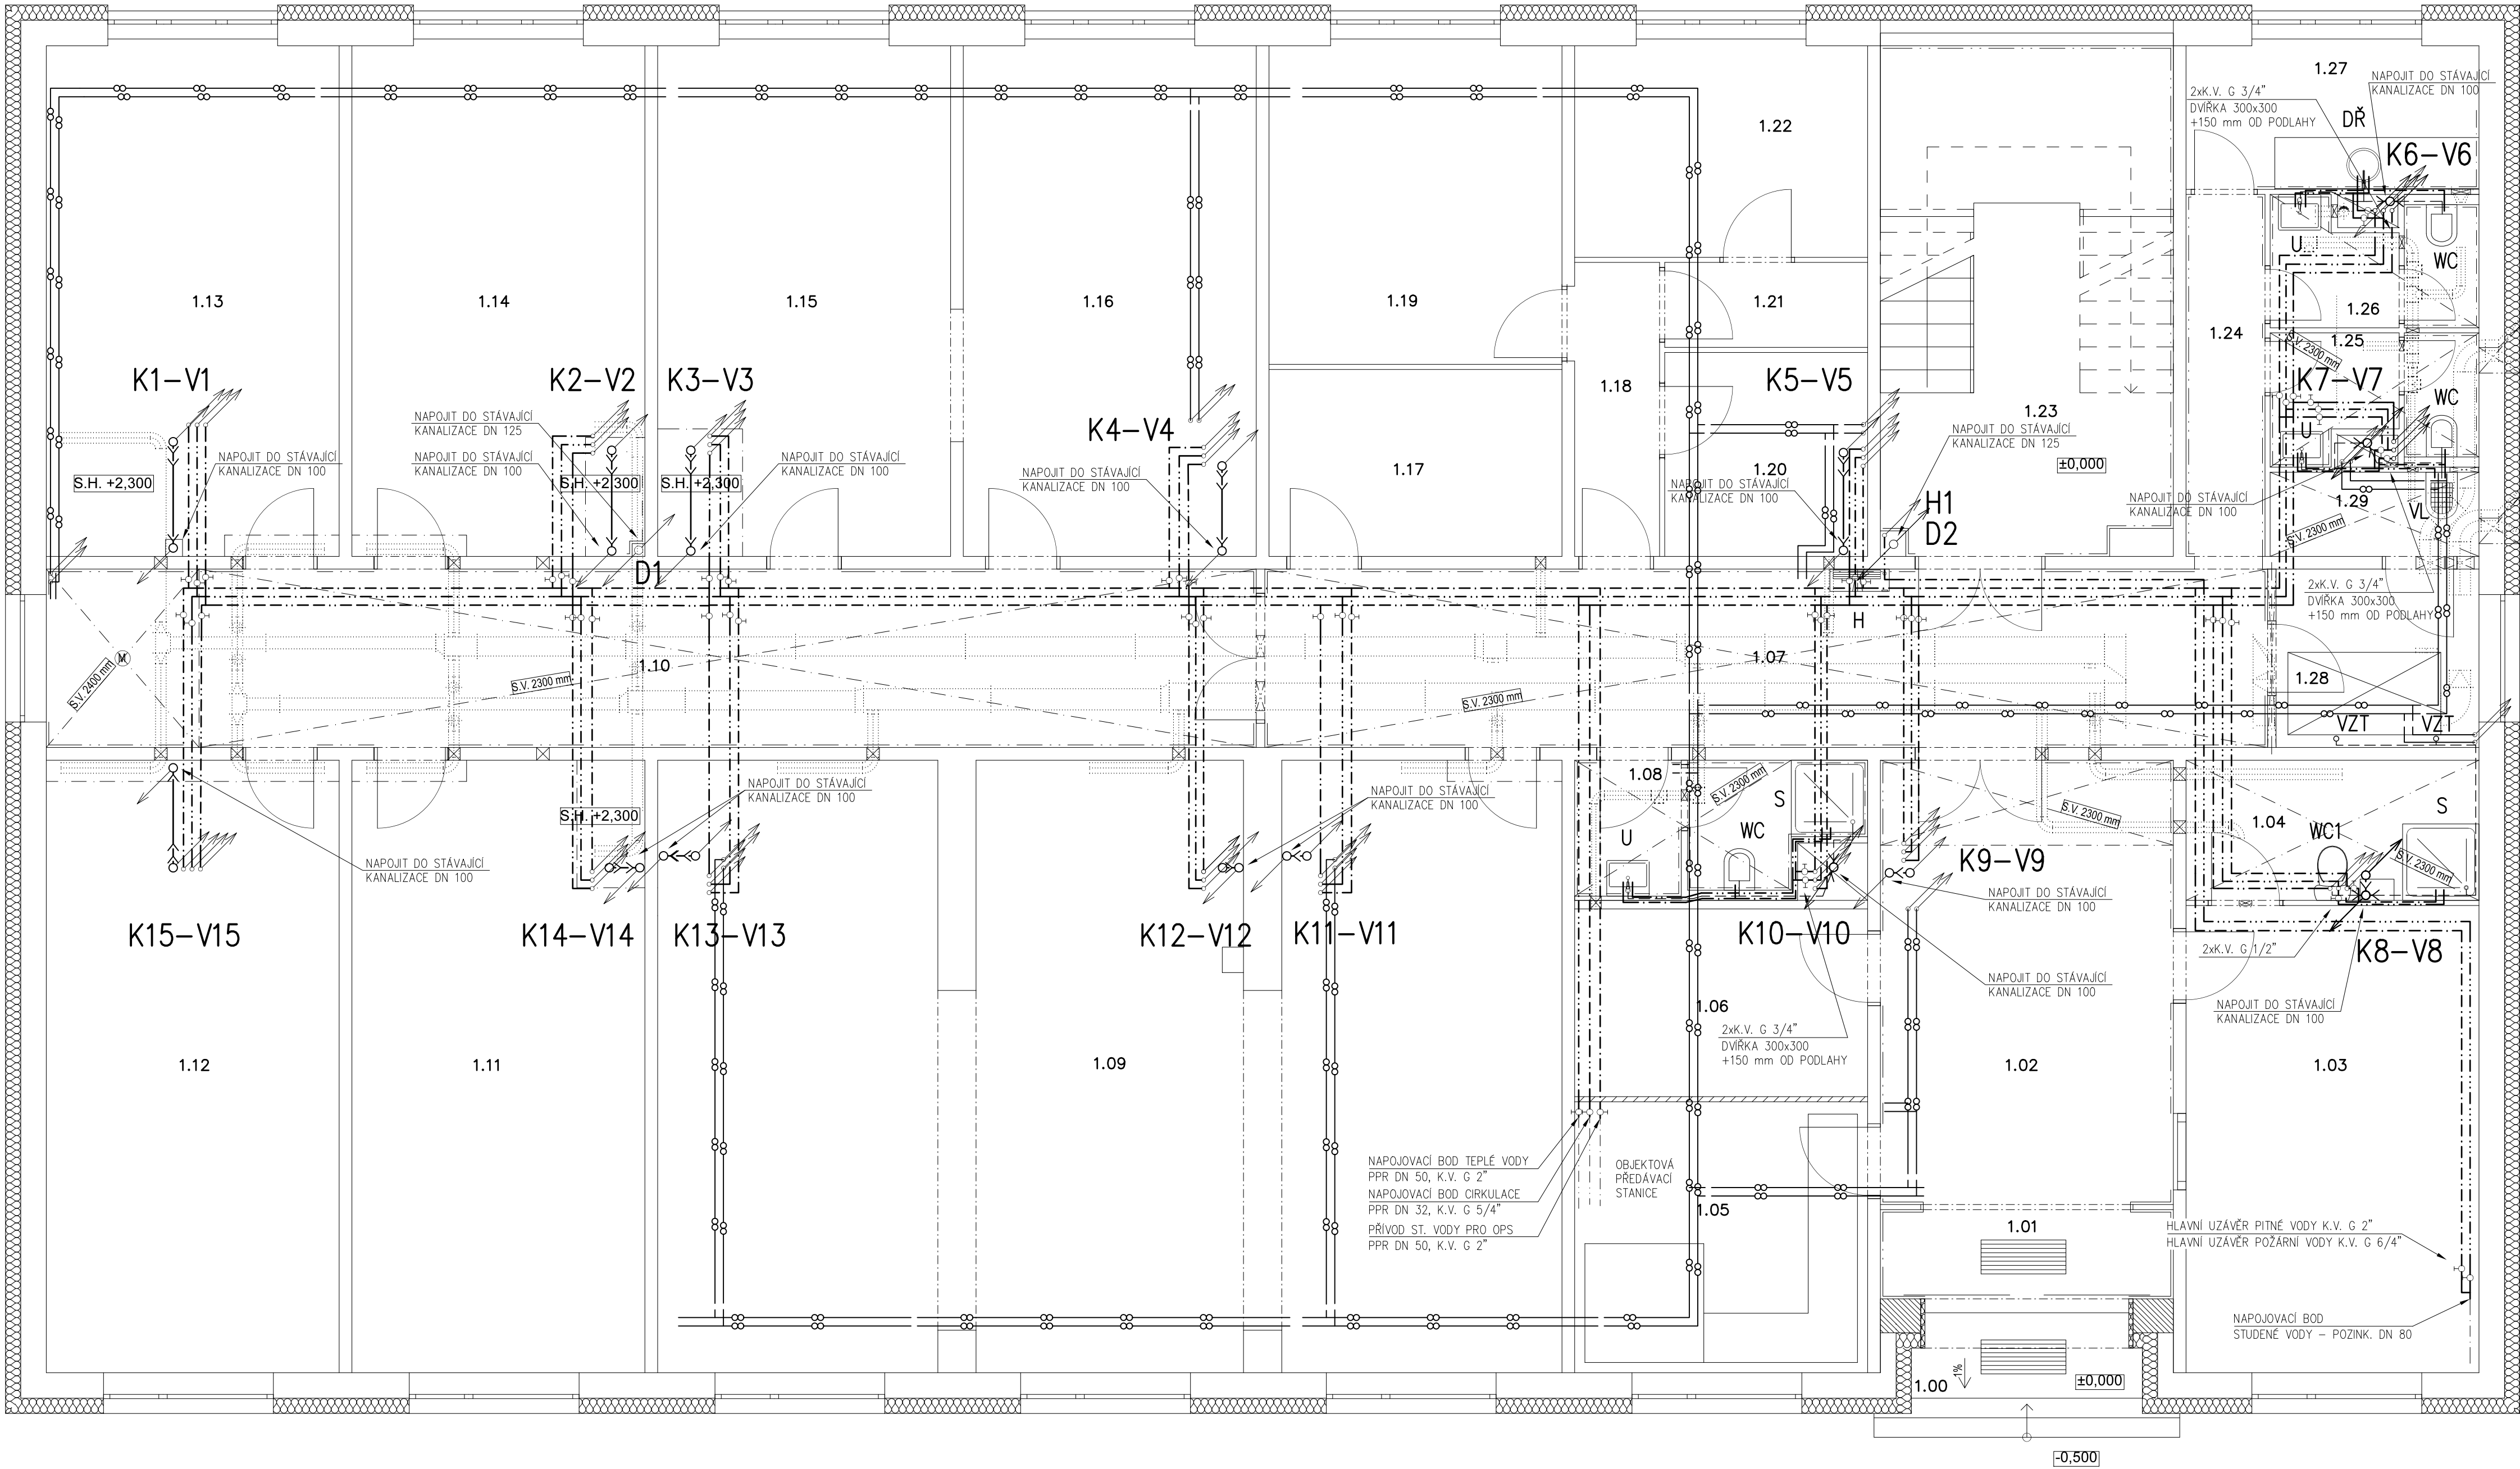 1.27
NAPOJIT DO STÁVAJÍCÍ
KANALIZACE DN 100
2xK.V. G 3/4"
DVÍŘKA 300x300
+150 mm OD PODLAHY
DŘ
1.22
K6-V6
U
WC
1.13
1.14
1.15
1.16
1.19
1.21
1.26
1.24
1.25
S.V. 2300 mm
K1-V1
K2-V2
K3-V3
K5-V5
K7-V7
1.18
WC
NAPOJIT DO STÁVAJÍCÍ
KANALIZACE DN 125
1.23
K4-V4
U
NAPOJIT DO STÁVAJÍCÍ
KANALIZACE DN 125
NAPOJIT DO STÁVAJÍCÍ
KANALIZACE DN 100
NAPOJIT DO STÁVAJÍCÍ
KANALIZACE DN 100
NAPOJIT DO STÁVAJÍCÍ
KANALIZACE DN 100
NAPOJIT DO STÁVAJÍCÍ
KANALIZACE DN 100
1.17
1.20
±0,000
S.H. +2,300
S.H. +2,300
S.H. +2,300
NAPOJIT DO STÁVAJÍCÍ
KANALIZACE DN 100
NAPOJIT DO STÁVAJÍCÍ
KANALIZACE DN 100
1.29
VL
S.V. 2300 mm
H1
D2
D1
2xK.V. G 3/4"
DVÍŘKA 300x300
+150 mm OD PODLAHY
H
M
S.V. 2400 mm
1.10
S.V. 2300 mm
1.07
S.V. 2300 mm
1.28
VZT
VZT
1.08
S.V. 2300 mm
S
NAPOJIT DO STÁVAJÍCÍ
KANALIZACE DN 100
NAPOJIT DO STÁVAJÍCÍ
KANALIZACE DN 100
S.H. +2,300
U
WC
S.V. 2300 mm
1.04
WC1
S
S.V. 2300 mm
NAPOJIT DO STÁVAJÍCÍ
KANALIZACE DN 100
K9-V9
NAPOJIT DO STÁVAJÍCÍ
KANALIZACE DN 100
K15-V15
K14-V14
K13-V13
K12-V12
K11-V11
K10-V10
2xK.V. G 1/2"
K8-V8
NAPOJIT DO STÁVAJÍCÍ
KANALIZACE DN 100
NAPOJIT DO STÁVAJÍCÍ
KANALIZACE DN 100
1.06
2xK.V. G 3/4"
DVÍŘKA 300x300
+150 mm OD PODLAHY
1.12
1.11
1.09
1.02
1.03
NAPOJOVACÍ BOD TEPLÉ VODY
PPR DN 50, K.V. G 2"
NAPOJOVACÍ BOD CIRKULACE
PPR DN 32, K.V. G 5/4"
PŘÍVOD ST. VODY PRO OPS
PPR DN 50, K.V. G 2"
OBJEKTOVÁ
PŘEDÁVACÍ
STANICE
1.05
1.01
HLAVNÍ UZÁVĚR PITNÉ VODY K.V. G 2"
HLAVNÍ UZÁVĚR POŽÁRNÍ VODY K.V. G 6/4"
NAPOJOVACÍ BOD
STUDENÉ VODY - POZINK. DN 80
1%
1.00
±0,000
-0,500